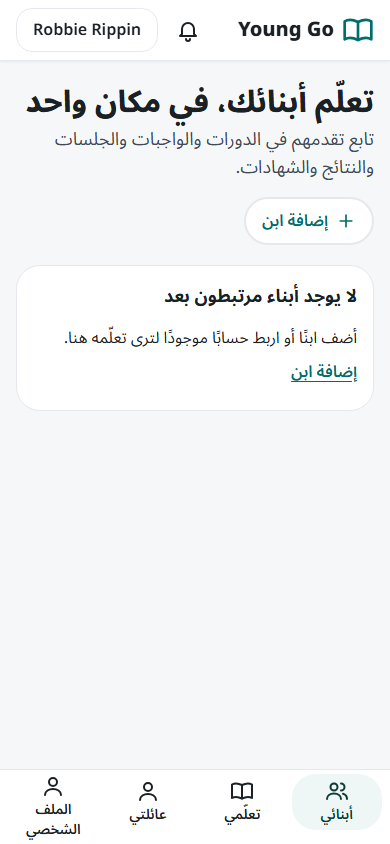 Young Go
Robbie Rippin
تعلّم أبنائك، في مكان واحد
تابع تقدمهم في الدورات والواجبات والجلسات
والنتائج والشهادات.
إضافة ابن
لا يوجد أبناء مرتبطون بعد
أضف ابنًا أو اربط حسابًا موجودًا لترى تعلّمه هنا.
إضافة ابن
أبنائي
تعلّمي
عائلتي
الملف
الشخصي